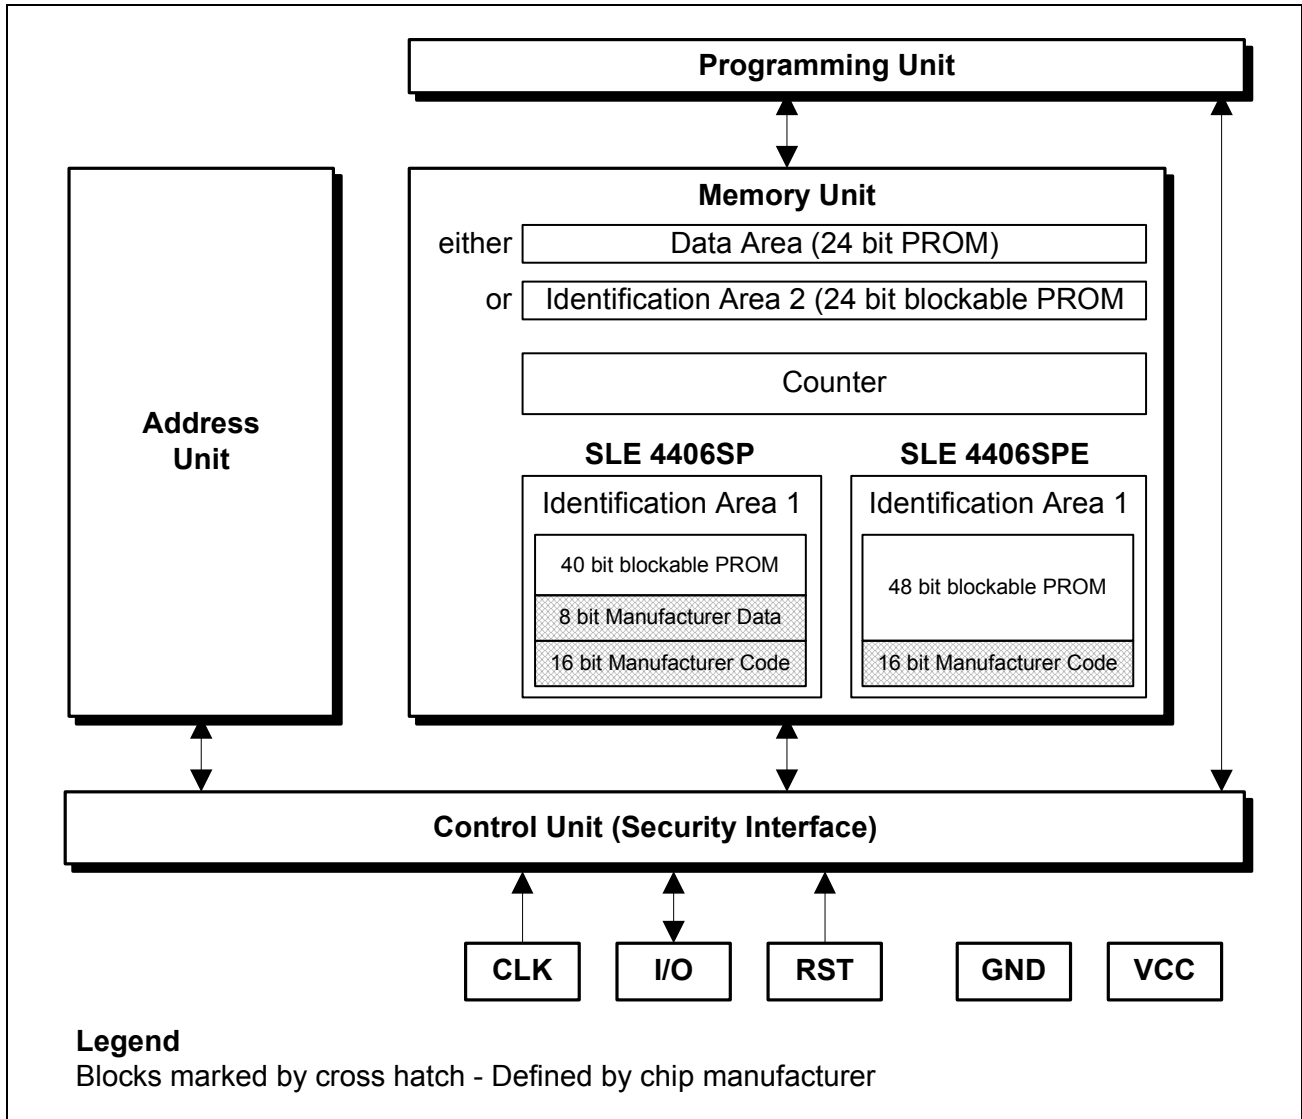 Programming Unit
Memory Unit
either
Data Area (24 bit PROM)
or
Identification Area 2 (24 bit blockable PROM
Counter
Address
Unit
SLE 4406SP
SLE 4406SPE
Identification Area 1
Identification Area 1
40 bit blockable PROM
8 bit Manufacturer Data
16 bit Manufacturer Code
48 bit blockable PROM
16 bit Manufacturer Code
Control Unit (Security Interface)
CLK
I/O
RST
GND
VCC
Legend
Blocks marked by cross hatch - Defined by chip manufacturer